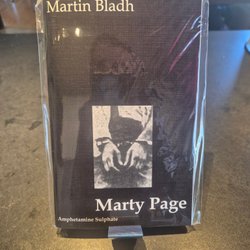 Martin Bladh
Marty Page
Amphetamine Sulphate